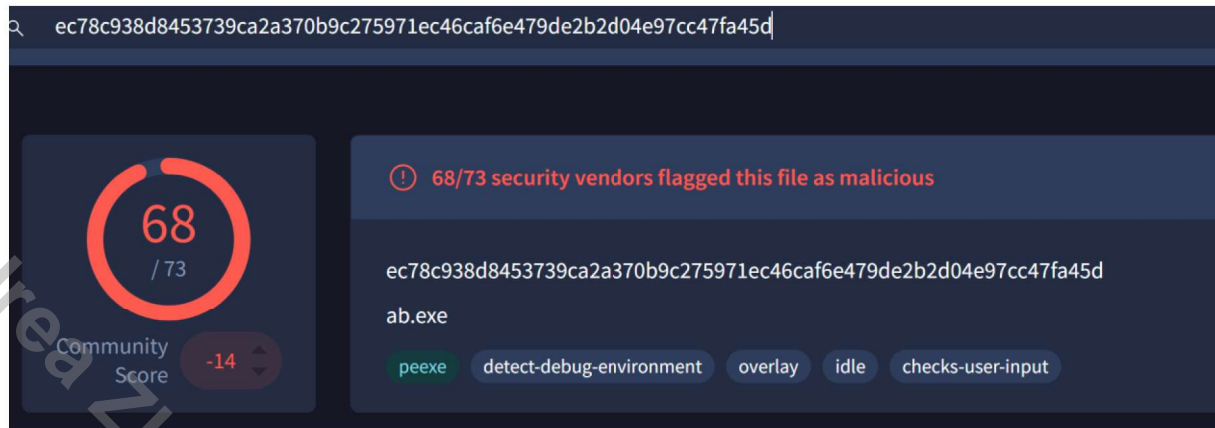 ec78c938d8453739ca2a370b9c275971ec46caf6e479de2b2d04e97cc47fa45d
68/73 security vendors flagged this file as malicious
68
/ 73
Community
Score
-14
ec78c938d8453739ca2a370b9c275971ec46caf6e479de2b2d04e97cc47fa45d
ab.exe
peexe detect-debug-environment overlay idle checks-user-input